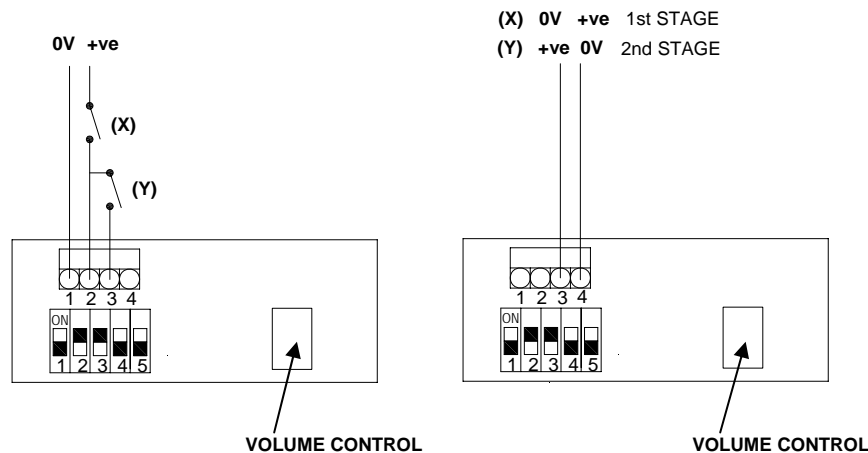 0V +ve
(X)
(Y)
1 2 3 4
ON
1 2 3 4 5
VOLUME CONTROL
(X) 0V +ve 1st STAGE
(Y) +ve 0V 2nd STAGE
1 2 3 4
ON
1 2 3 4 5
VOLUME CONTROL